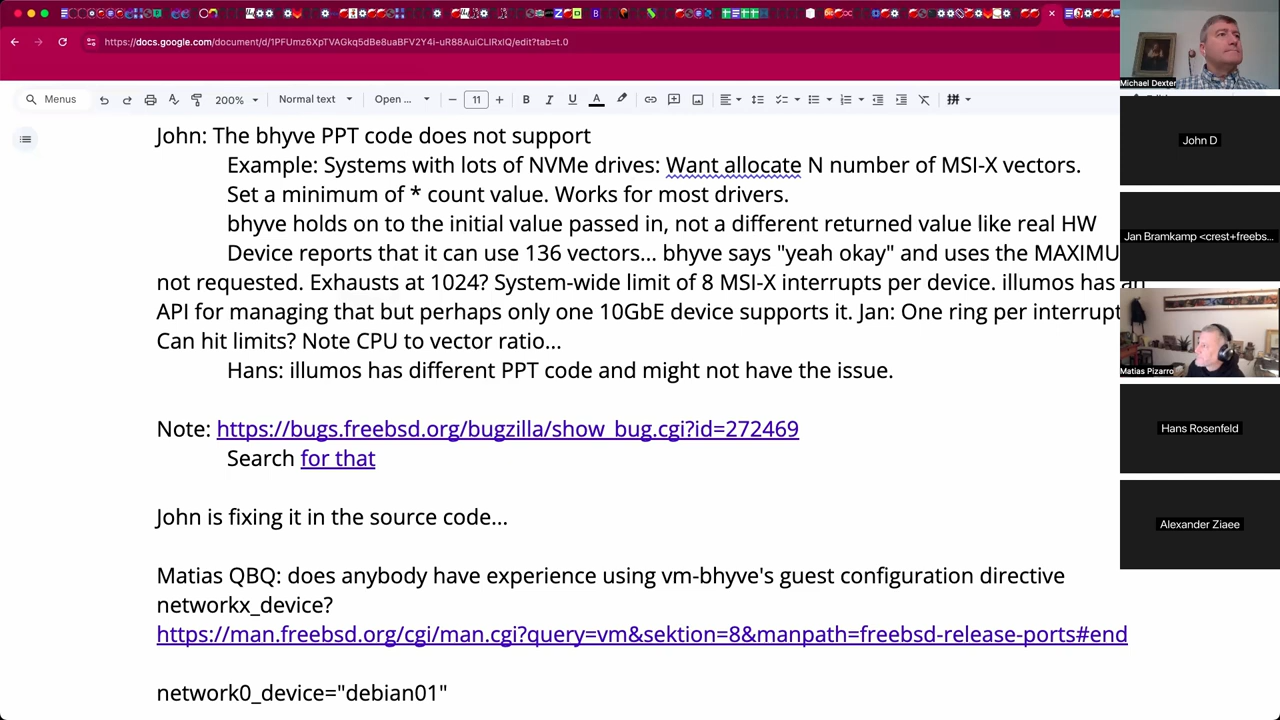 https://docs.google.com/document/d/1PFUmz6XpTVAGkq5dBe8uaBFV2Y4i-uR88AuiCLIRxIQ/edit?tab=t.0
Menus
200%
Normal text
Open ...
11
John: The bhyve PPT code does not support
Example: Systems with lots of NVMe drives: Want allocate N number of MSI-X vectors.
Set a minimum of * count value. Works for most drivers.
bhyve holds on to the initial value passed in, not a different returned value like real HW
Device reports that it can use 136 vectors... bhyve says "yeah okay" and uses the MAXIMU
not requested. Exhausts at 1024? System-wide limit of 8 MSI-X interrupts per device. illumos has an
API for managing that but perhaps only one 10GbE device supports it. Jan: One ring per interrupt
Can hit limits? Note CPU to vector ratio...
Hans: illumos has different PPT code and might not have the issue.
Note: https://bugs.freebsd.org/bugzilla/show_bug.cgi?id=272469
Search for that
John is fixing it in the source code...
Matias QBQ: does anybody have experience using vm-bhyve's guest configuration directive
networkx_device?
https://man.freebsd.org/cgi/man.cgi?query=vm&sektion=8&manpath=freebsd-release-ports#end
network0_device="debian01"
Michael Dexter
John D
Jan Bramkamp <crest+freebs...
Matias Pizarro
Hans Rosenfeld
Alexander Ziaee